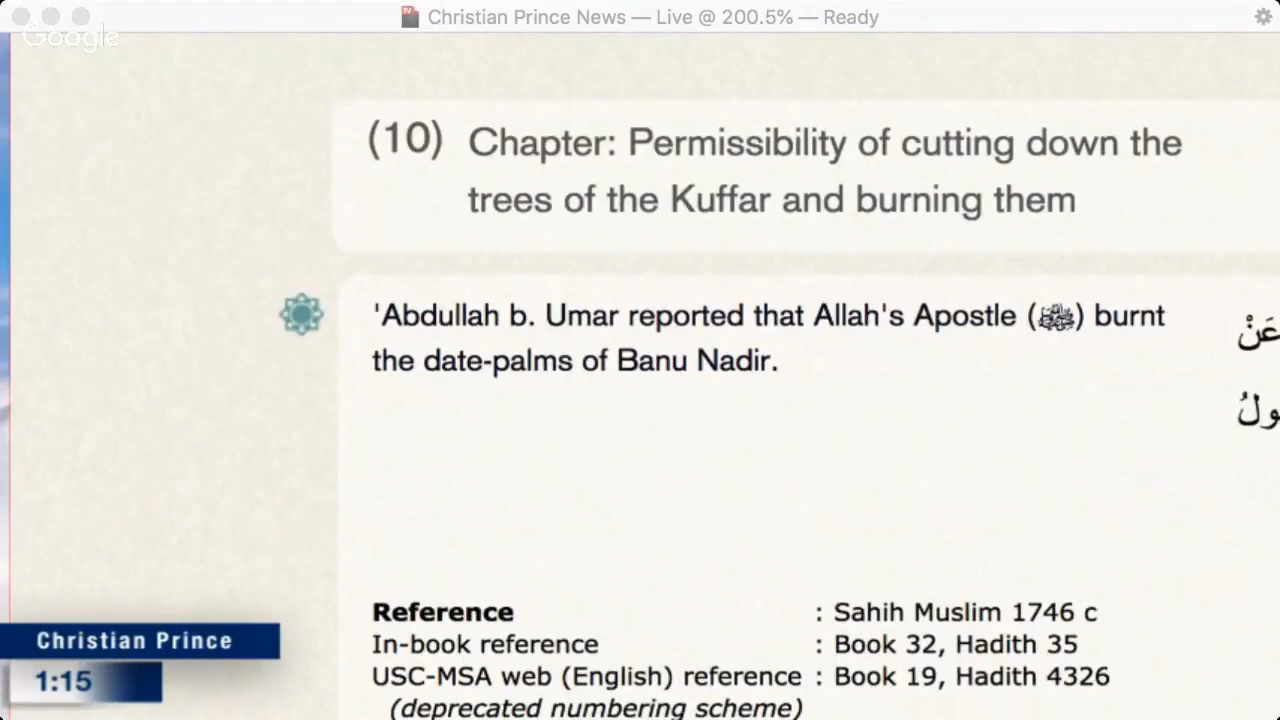 Christian Prince News — Live @ 200.5% — Ready
Google
(10) Chapter: Permissibility of cutting down the
trees of the Kuffar and burning them
'Abdullah b. Umar reported that Allah's Apostle (ﷺ) burnt
the date-palms of Banu Nadir.
عَنْ
ولُ
Reference : Sahih Muslim 1746 c
In-book reference : Book 32, Hadith 35
USC-MSA web (English) reference : Book 19, Hadith 4326
(deprecated numbering scheme)
Christian Prince
1:15